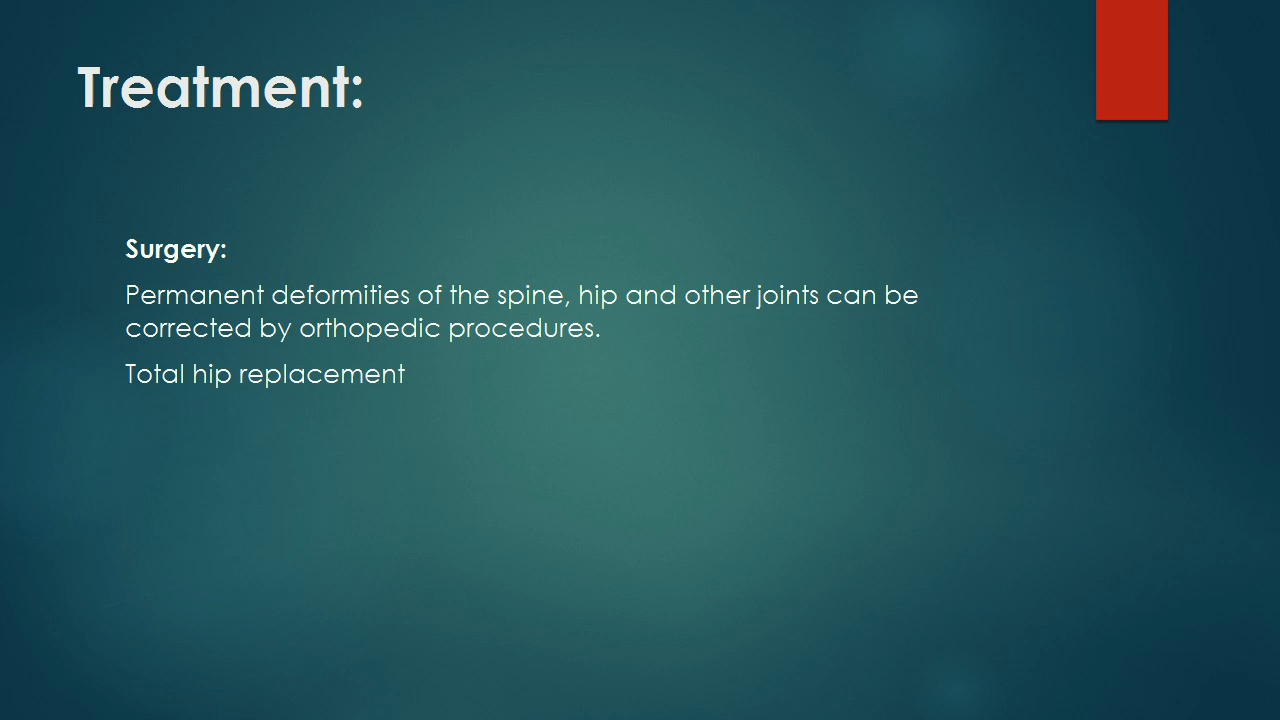 Treatment:
Surgery:
Permanent deformities of the spine, hip and other joints can be
corrected by orthopedic procedures.
Total hip replacement